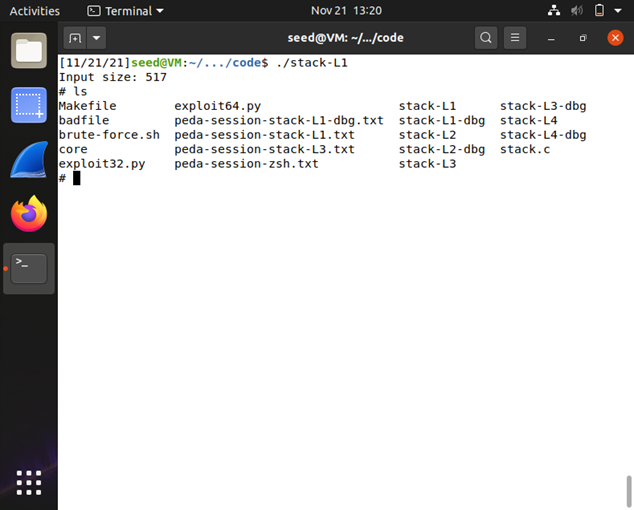 Activities Terminal Nov 21 13:20
seed@VM: ~/.../code
[11/21/21]seed@VM:~/.../code$ ./stack-L1
Input size: 517
# ls
Makefile exploit64.py stack-L1 stack-L3-dbg
badfile peda-session-stack-L1-dbg.txt stack-L1-dbg stack-L4
brute-force.sh peda-session-stack-L1.txt stack-L2 stack-L4-dbg
core peda-session-stack-L3.txt stack-L2-dbg stack.c
exploit32.py peda-session-zsh.txt stack-L3
#